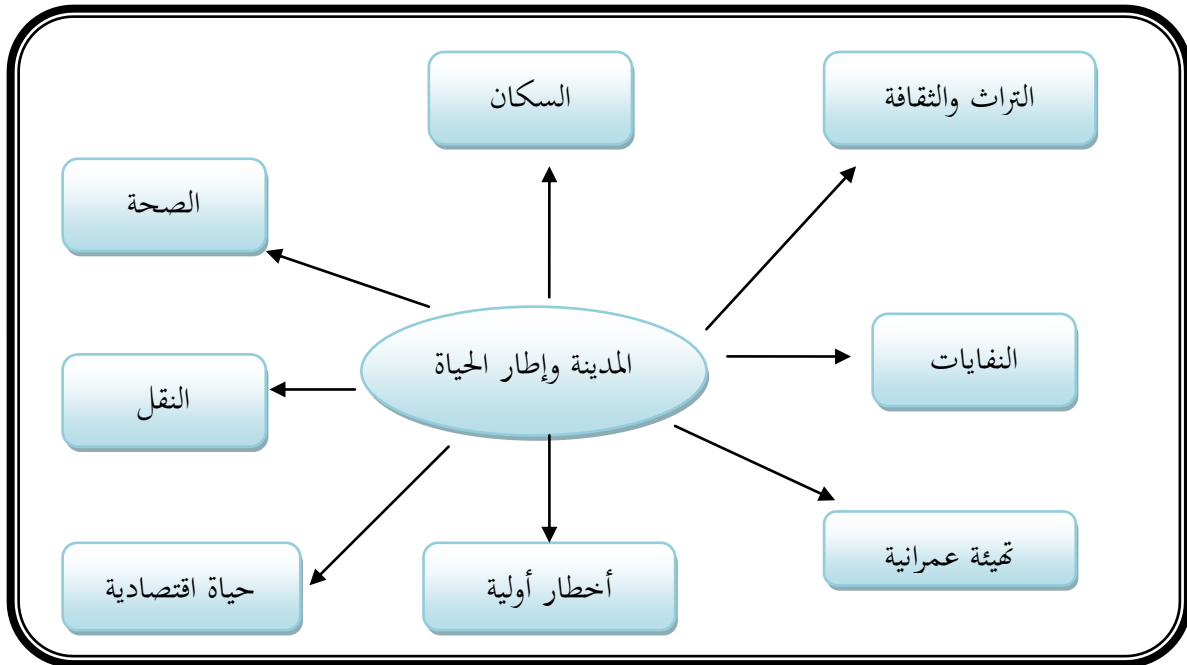 التراث والثقافة
السكان
الصحة
المدينة وإطار الحياة
النفايات
النقل
تهيئة عمرانية
أخطار أولية
حياة اقتصادية